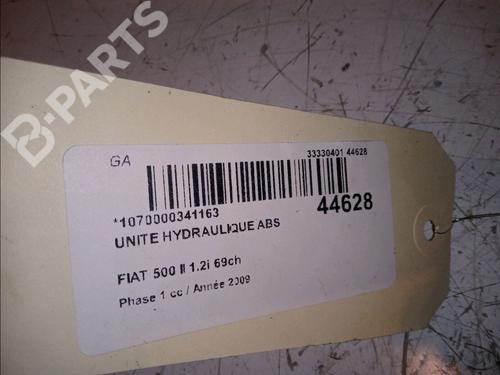 B-PARTS
GA
33330401 44628
*1070000341163
44628
UNITE HYDRAULIQUE ABS
FIAT 500 II 1.2i 69ch
Phase 1 cc / Année 2009